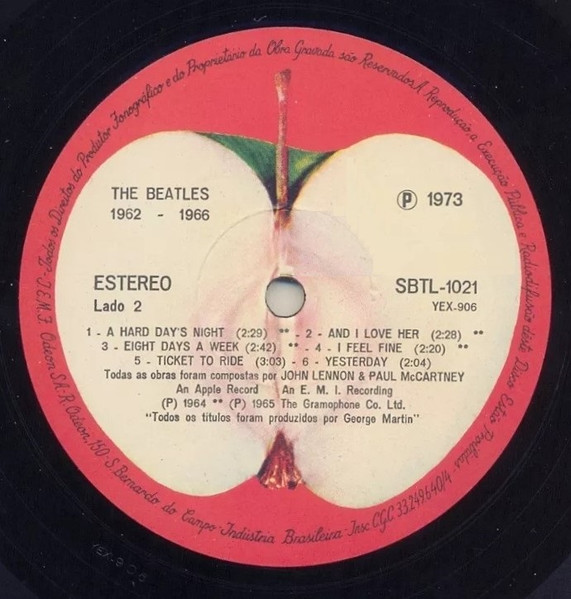 I.E.M.F. Odeon S.A.-R. Odeon, 150-S. Bernardo do Campo-Indústria Brasileira-Insc. C.G.C. 33.249.640/4
-Todos os Direitos do Produtor Fonográfico e do Proprietário da Obra Gravada são Reservados. A Reprodução, a Execução Pública e Radiodifusão deste Disco Estão Proibidas
THE BEATLES
1962 - 1966
Ⓟ 1973
ESTEREO
Lado 2
SBTL-1021
YEX-906
1 - A HARD DAY'S NIGHT (2:29) ** - 2 - AND I LOVE HER (2:28) **
3 - EIGHT DAYS A WEEK (2:42) ** - 4 - I FEEL FINE (2:20) **
5 - TICKET TO RIDE (3:03) - 6 - YESTERDAY (2:04)
Todas as obras foram compostas por JOHN LENNON & PAUL McCARTNEY
An Apple Record An E. M. I. Recording
(P) 1964 ** (P) 1965 The Gramophone Co. Ltd.
"Todos os títulos foram produzidos por George Martin"